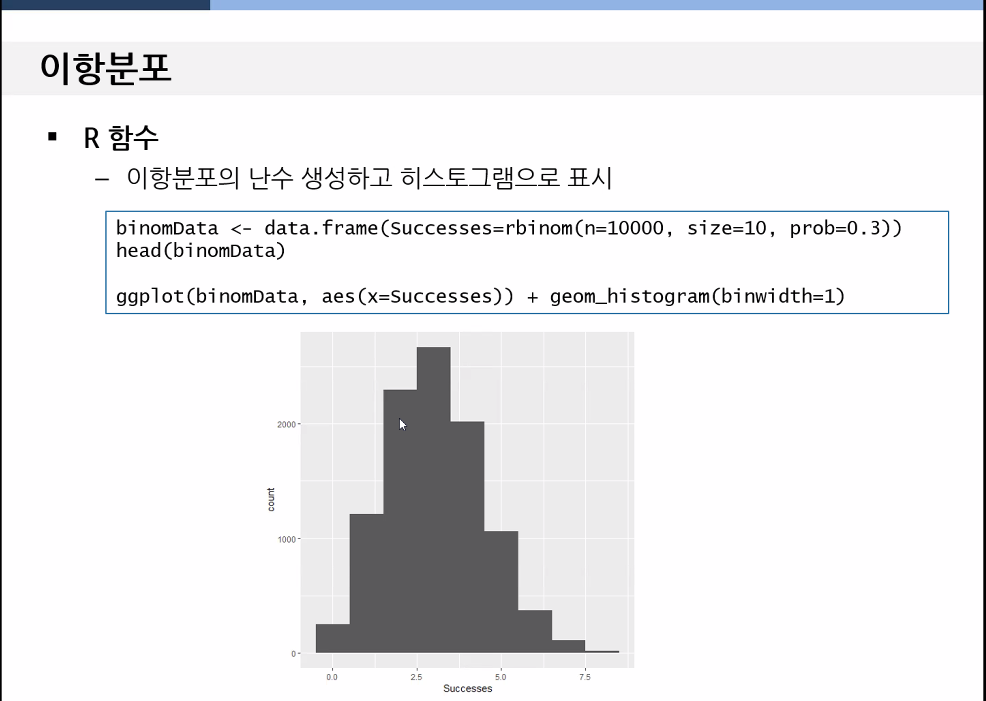 이항분포
▪ R 함수
– 이항분포의 난수 생성하고 히스토그램으로 표시
binomData <- data.frame(Successes=rbinom(n=10000, size=10, prob=0.3))
head(binomData)
ggplot(binomData, aes(x=Successes)) + geom_histogram(binwidth=1)
2000
count
1000
0
0.0 2.5 5.0 7.5
Successes